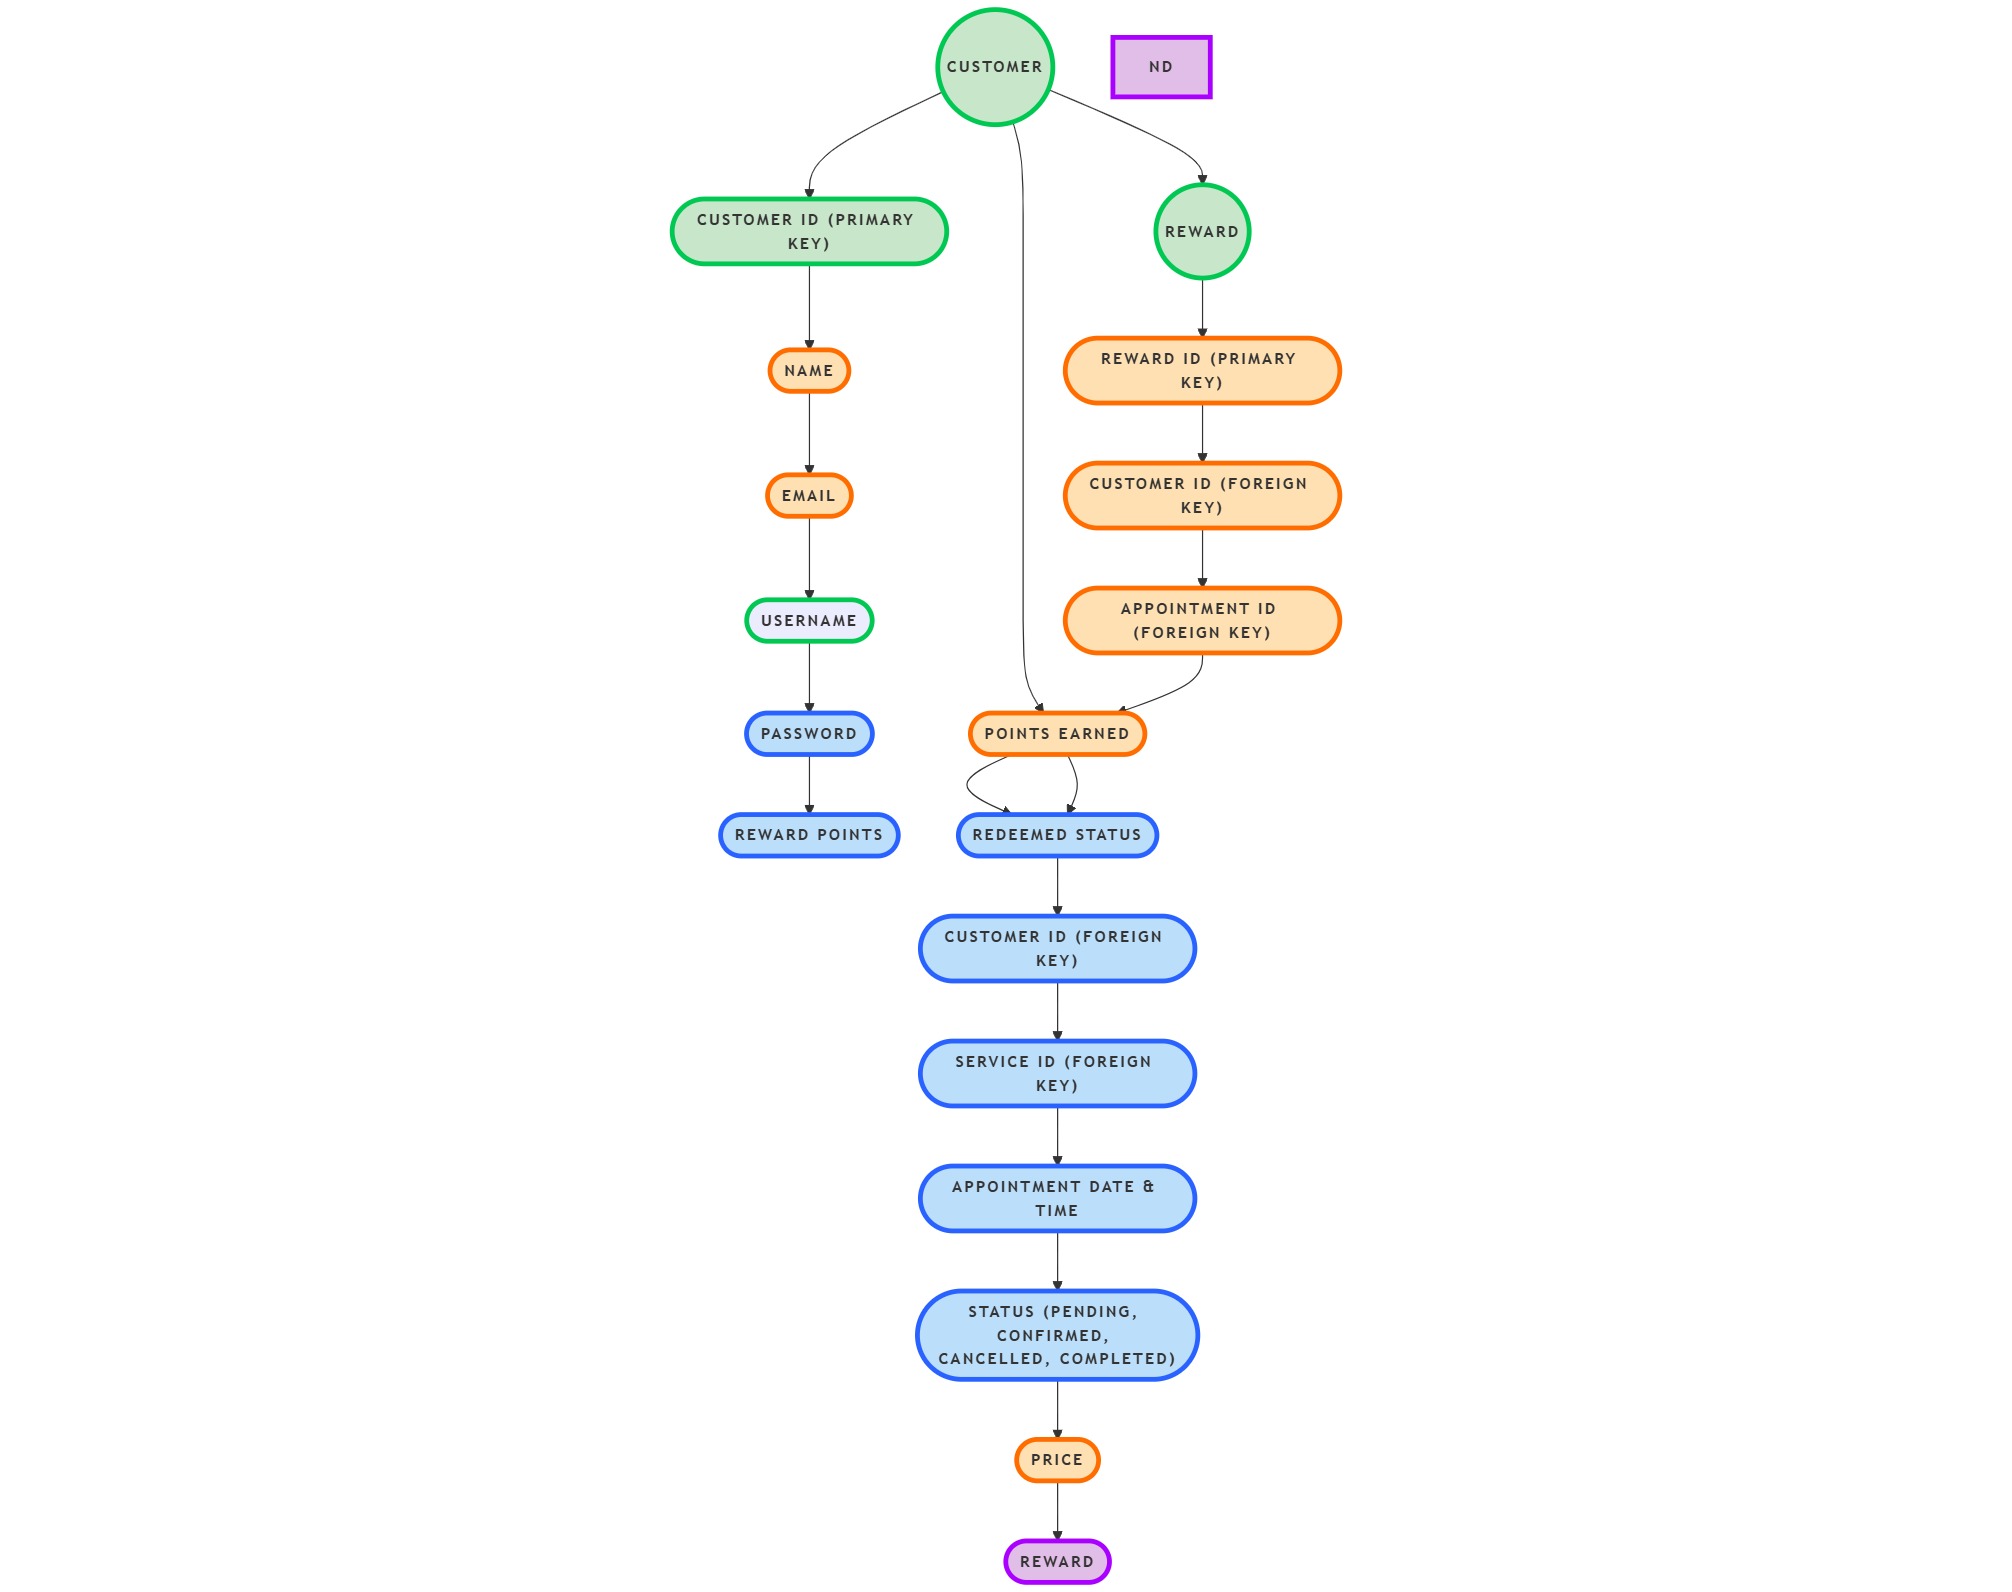 CUSTOMER
ND
CUSTOMER ID (PRIMARY
KEY)
REWARD
NAME
REWARD ID (PRIMARY
KEY)
EMAIL
CUSTOMER ID (FOREIGN
KEY)
USERNAME
APPOINTMENT ID
(FOREIGN KEY)
PASSWORD
POINTS EARNED
REWARD POINTS
REDEEMED STATUS
CUSTOMER ID (FOREIGN
KEY)
SERVICE ID (FOREIGN
KEY)
APPOINTMENT DATE &
TIME
STATUS (PENDING,
CONFIRMED,
CANCELLED, COMPLETED)
PRICE
REWARD